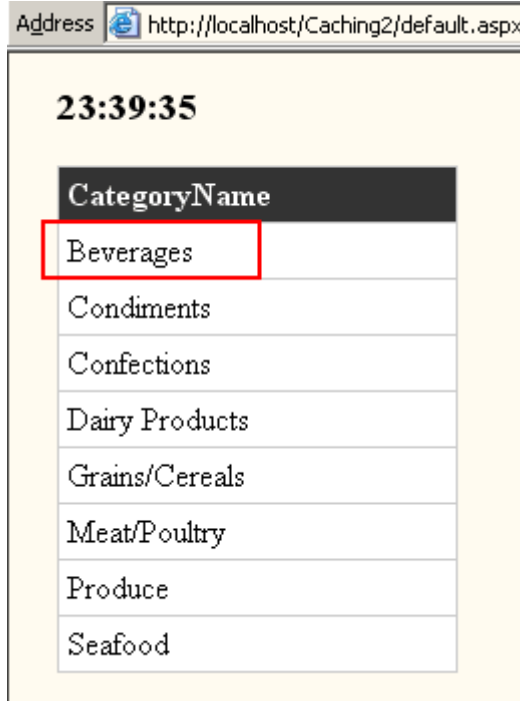 Address http://localhost/Caching2/default.aspx
23:39:35
CategoryName
Beverages
Condiments
Confections
Dairy Products
Grains/Cereals
Meat/Poultry
Produce
Seafood